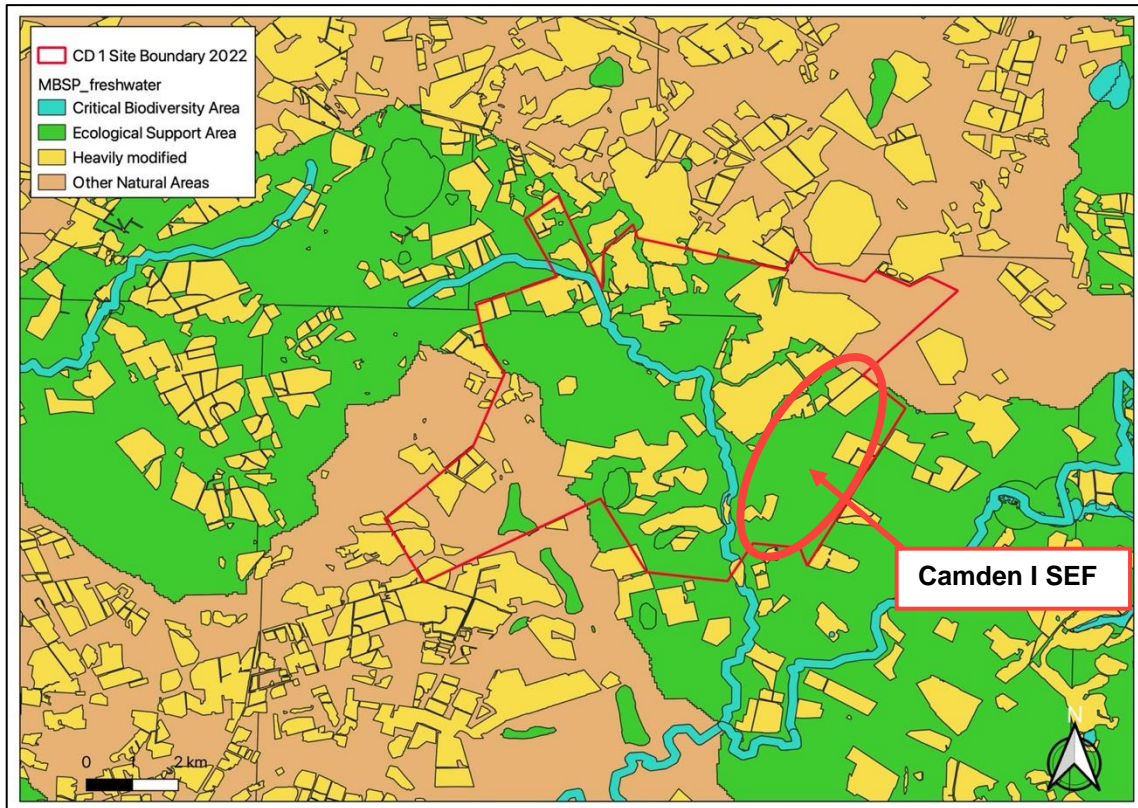 CD 1 Site Boundary 2022
MBSP_freshwater
Critical Biodiversity Area
Ecological Support Area
Heavily modified
Other Natural Areas
Camden I SEF
N
0 1 2 km